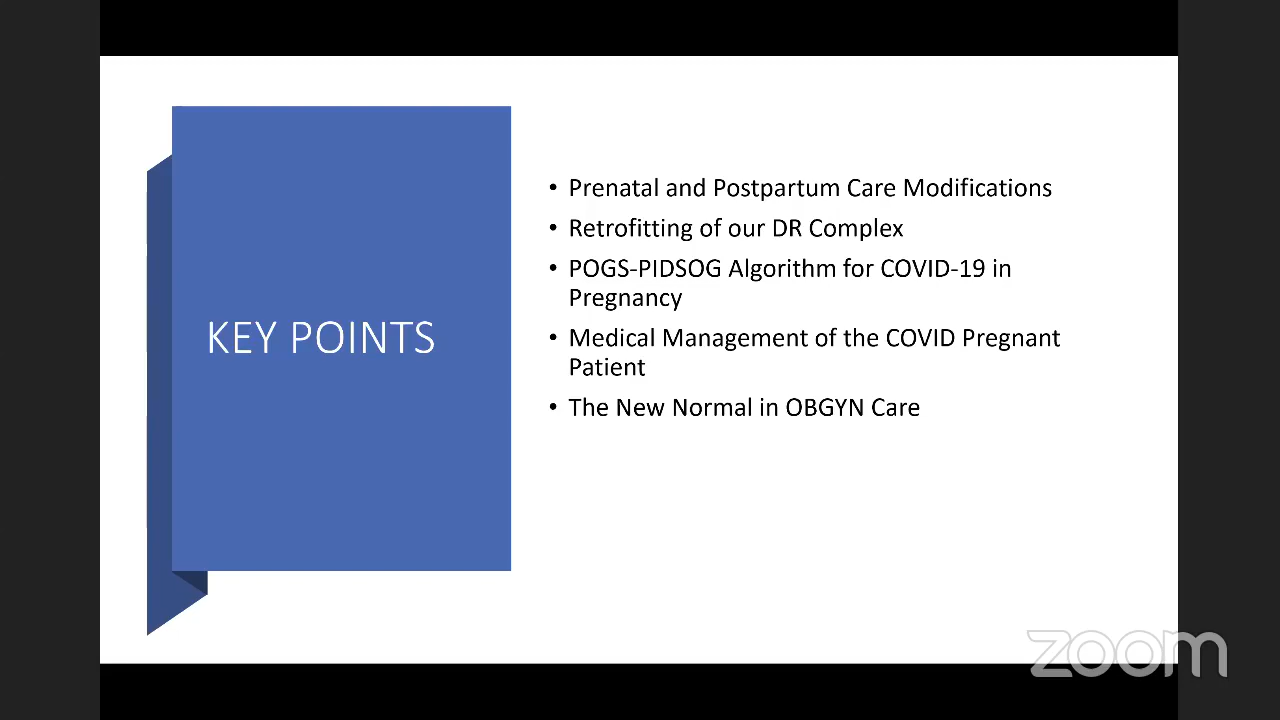 KEY POINTS
• Prenatal and Postpartum Care Modifications
• Retrofitting of our DR Complex
• POGS-PIDSOG Algorithm for COVID-19 in
Pregnancy
• Medical Management of the COVID Pregnant
Patient
• The New Normal in OBGYN Care
zoom